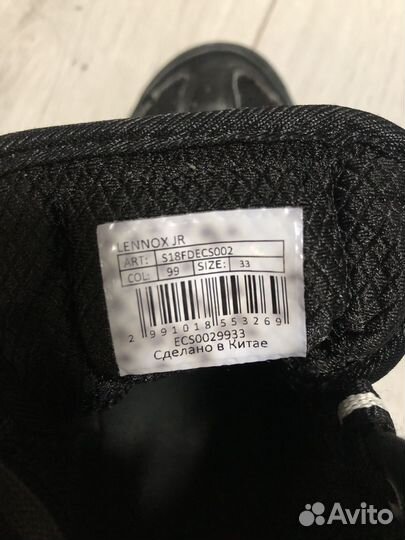 LENNOX JR
ART: S18FDECS002
COL: 99 SIZE: 33
2 991018 553269
ECS0029933
Сделано в Китае
Avito